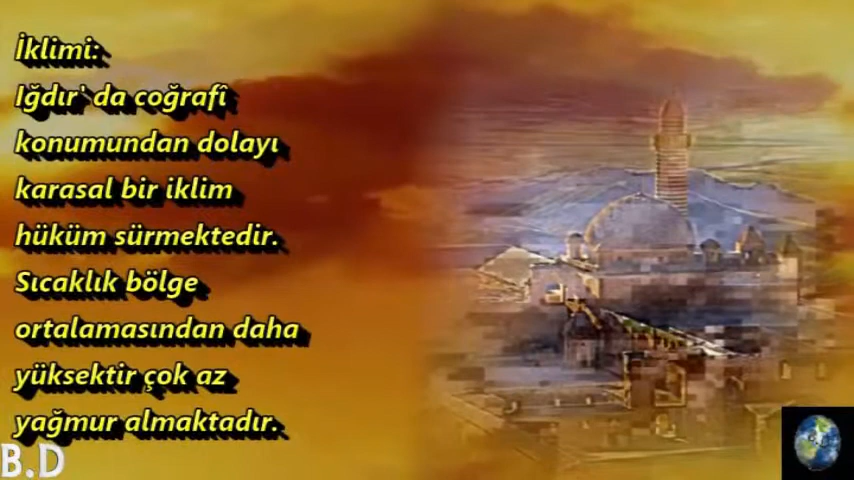 İklimi:
Iğdır' da coğrafî
konumundan dolayı
karasal bir iklim
hüküm sürmektedir.
Sıcaklık bölge
ortalamasından daha
yüksektir çok az
yağmur almaktadır.
B.D